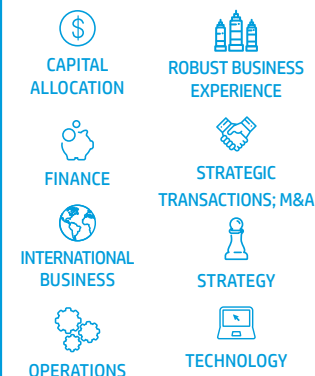 $
CAPITAL
ALLOCATION
ROBUST BUSINESS
EXPERIENCE
FINANCE
STRATEGIC
TRANSACTIONS; M&A
INTERNATIONAL
BUSINESS
STRATEGY
OPERATIONS
TECHNOLOGY